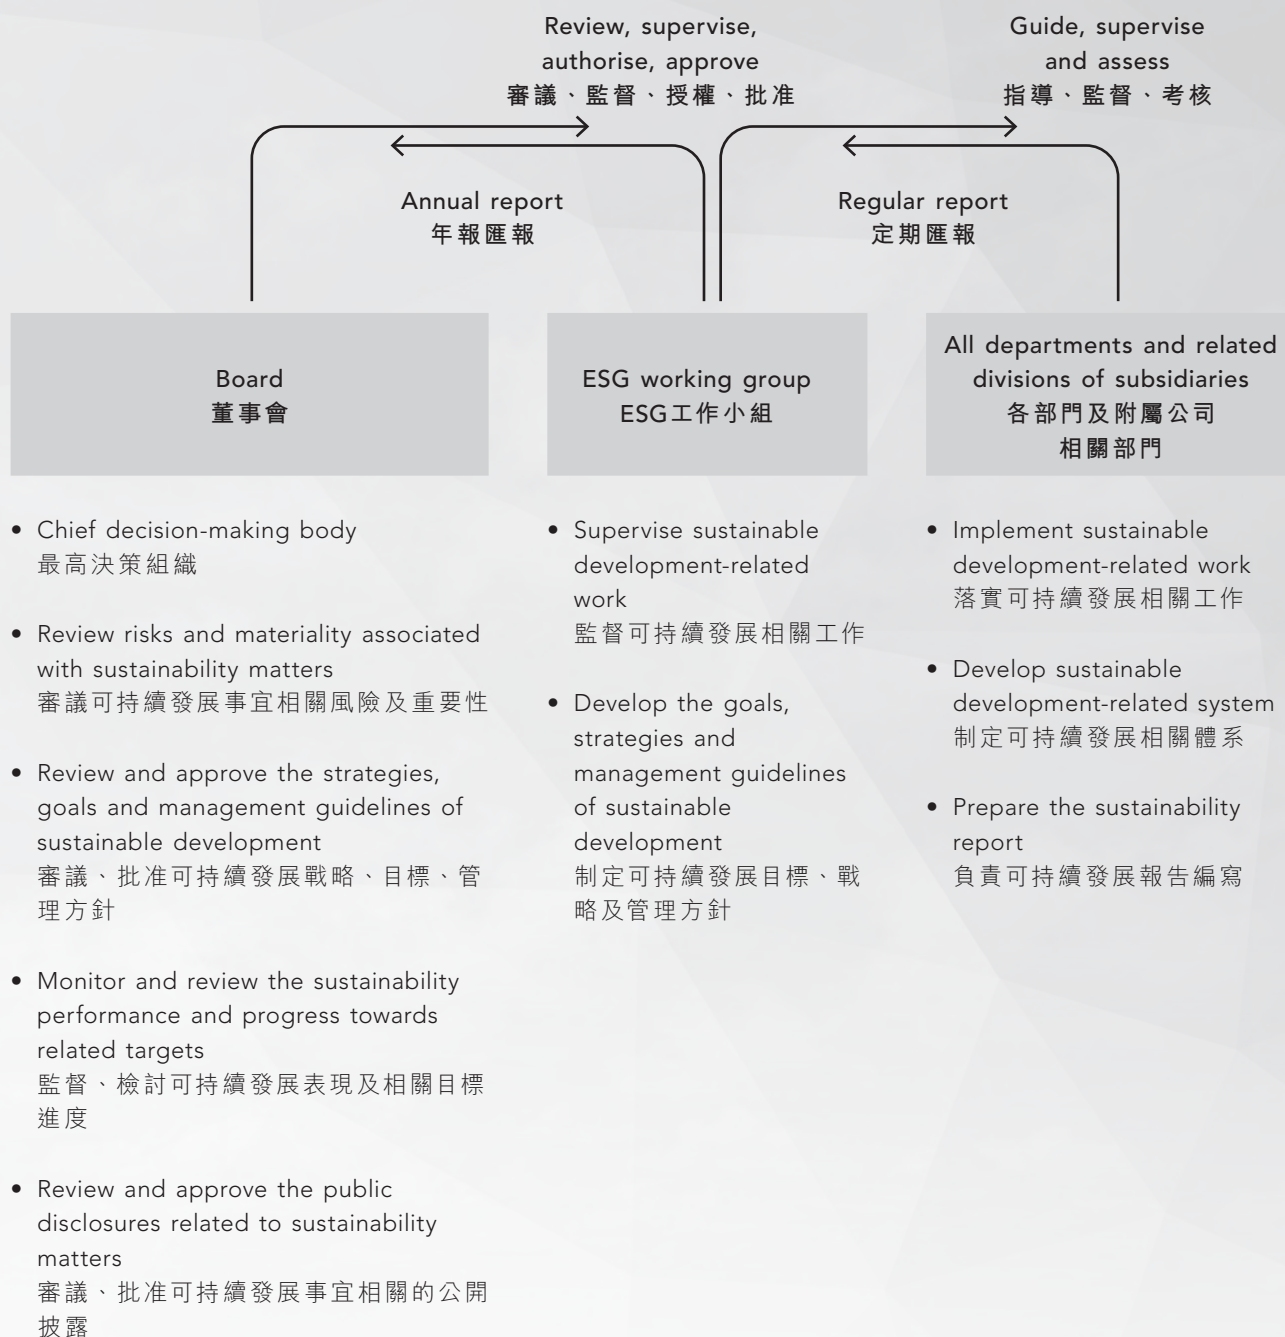 Review, supervise,
authorise, approve
審議、監督、授權、批准
Guide, supervise
and assess
指導、監督、考核
Annual report
年報匯報
Regular report
定期匯報
Board
董事會
ESG working group
ESG工作小組
All departments and related
divisions of subsidiaries
各部門及附屬公司
相關部門
• Chief decision-making body
最高決策組織
• Review risks and materiality associated
with sustainability matters
審議可持續發展事宜相關風險及重要性
• Review and approve the strategies,
goals and management guidelines of
sustainable development
審議、批准可持續發展戰略、目標、管
理方針
• Monitor and review the sustainability
performance and progress towards
related targets
監督、檢討可持續發展表現及相關目標
進度
• Review and approve the public
disclosures related to sustainability
matters
審議、批准可持續發展事宜相關的公開
披露
• Supervise sustainable
development-related
work
監督可持續發展相關工作
• Develop the goals,
strategies and
management guidelines
of sustainable
development
制定可持續發展目標、戰
略及管理方針
• Implement sustainable
development-related work
落實可持續發展相關工作
• Develop sustainable
development-related system
制定可持續發展相關體系
• Prepare the sustainability
report
負責可持續發展報告編寫